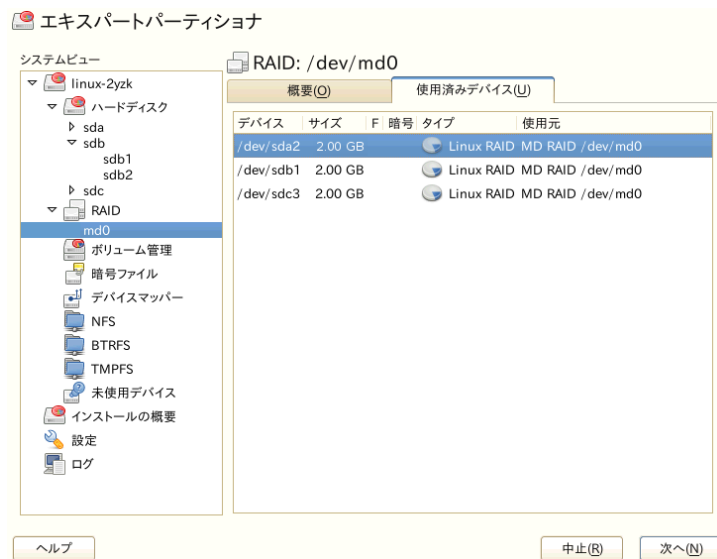 エキスパートパーティショナ
システムビュー
linux-2yzk
ハードディスク
sda
sdb
sdb1
sdb2
sdc
RAID
md0
ボリューム管理
暗号ファイル
デバイスマッパー
NFS
BTRFS
TMPFS
未使用デバイス
インストールの概要
設定
ログ
RAID: /dev/md0
概要(O) 使用済みデバイス(U)
デバイス サイズ F 暗号 タイプ 使用元
/dev/sda2 2.00 GB Linux RAID MD RAID /dev/md0
/dev/sdb1 2.00 GB Linux RAID MD RAID /dev/md0
/dev/sdc3 2.00 GB Linux RAID MD RAID /dev/md0
ヘルプ 中止(R) 次へ(N)